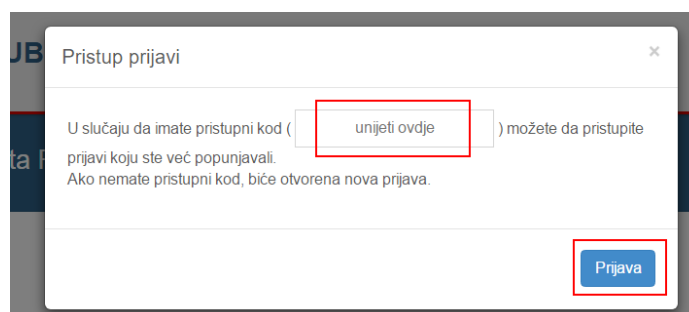 JB
Pristup prijavi ×
U slučaju da imate pristupni kod ( unijeti ovdje ) možete da pristupite
ta
prijavi koju ste već popunjavali.
Ako nemate pristupni kod, biće otvorena nova prijava.
Prijava